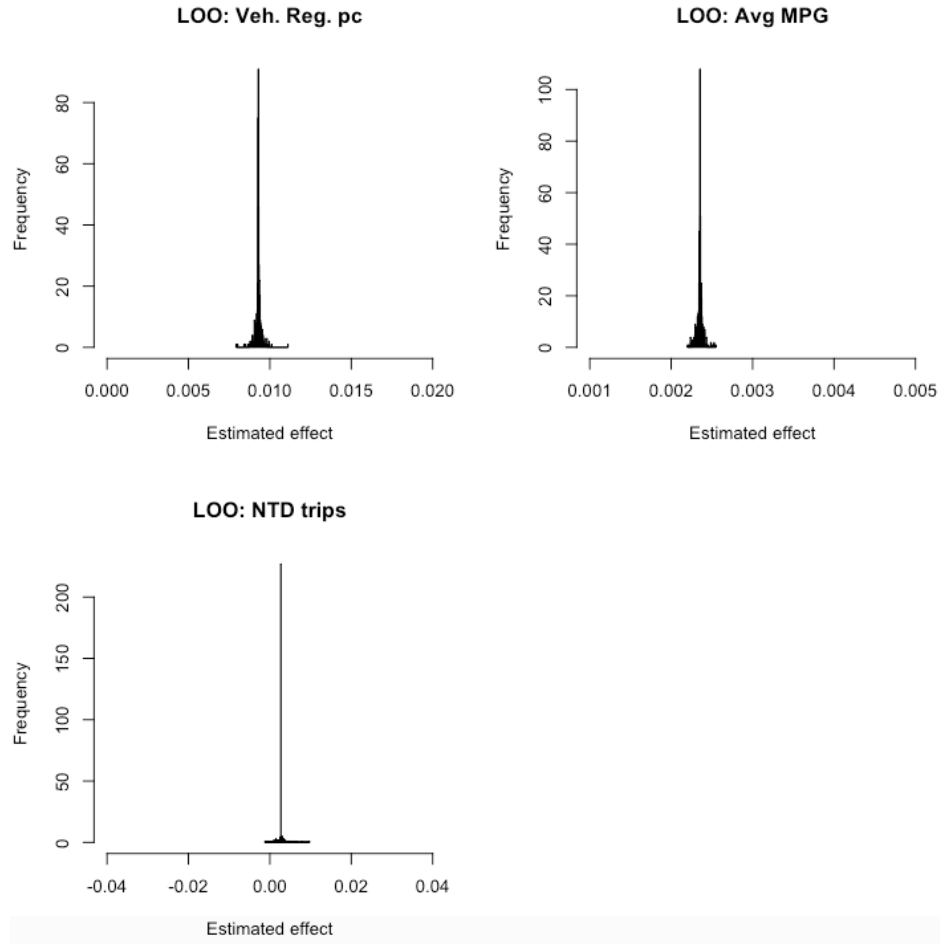 LOO: Veh. Reg. pc
Frequency
0 20 40 60 80
0.000 0.005 0.010 0.015 0.020
Estimated effect
LOO: Avg MPG
Frequency
0 20 40 60 80 100
0.001 0.002 0.003 0.004 0.005
Estimated effect
LOO: NTD trips
Frequency
0 50 100 150 200
-0.04 -0.02 0.00 0.02 0.04
Estimated effect